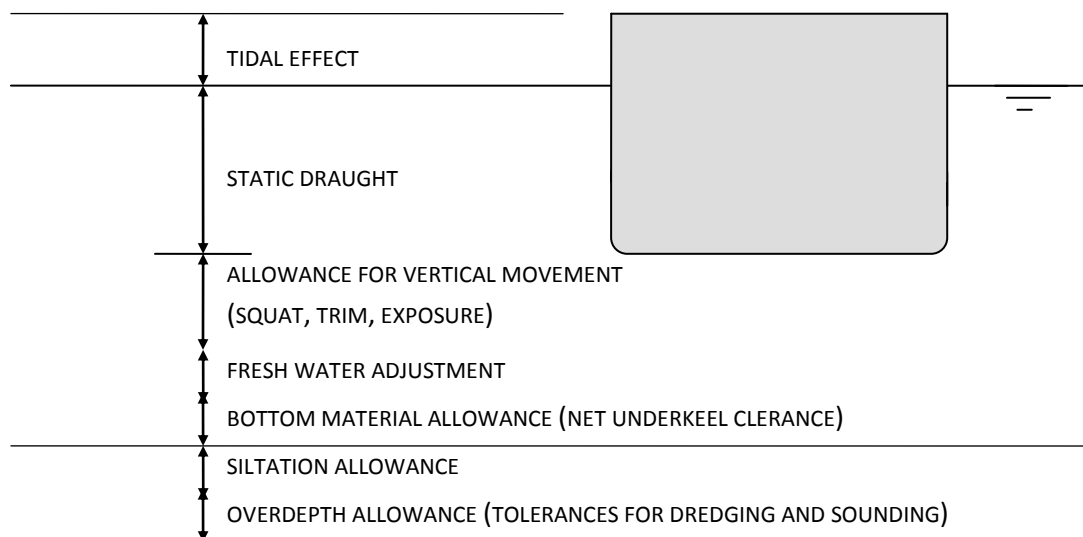 TIDAL EFFECT
STATIC DRAUGHT
ALLOWANCE FOR VERTICAL MOVEMENT
(SQUAT, TRIM, EXPOSURE)
FRESH WATER ADJUSTMENT
BOTTOM MATERIAL ALLOWANCE (NET UNDERKEEL CLERANCE)
SILTATION ALLOWANCE
OVERDEPTH ALLOWANCE (TOLERANCES FOR DREDGING AND SOUNDING)